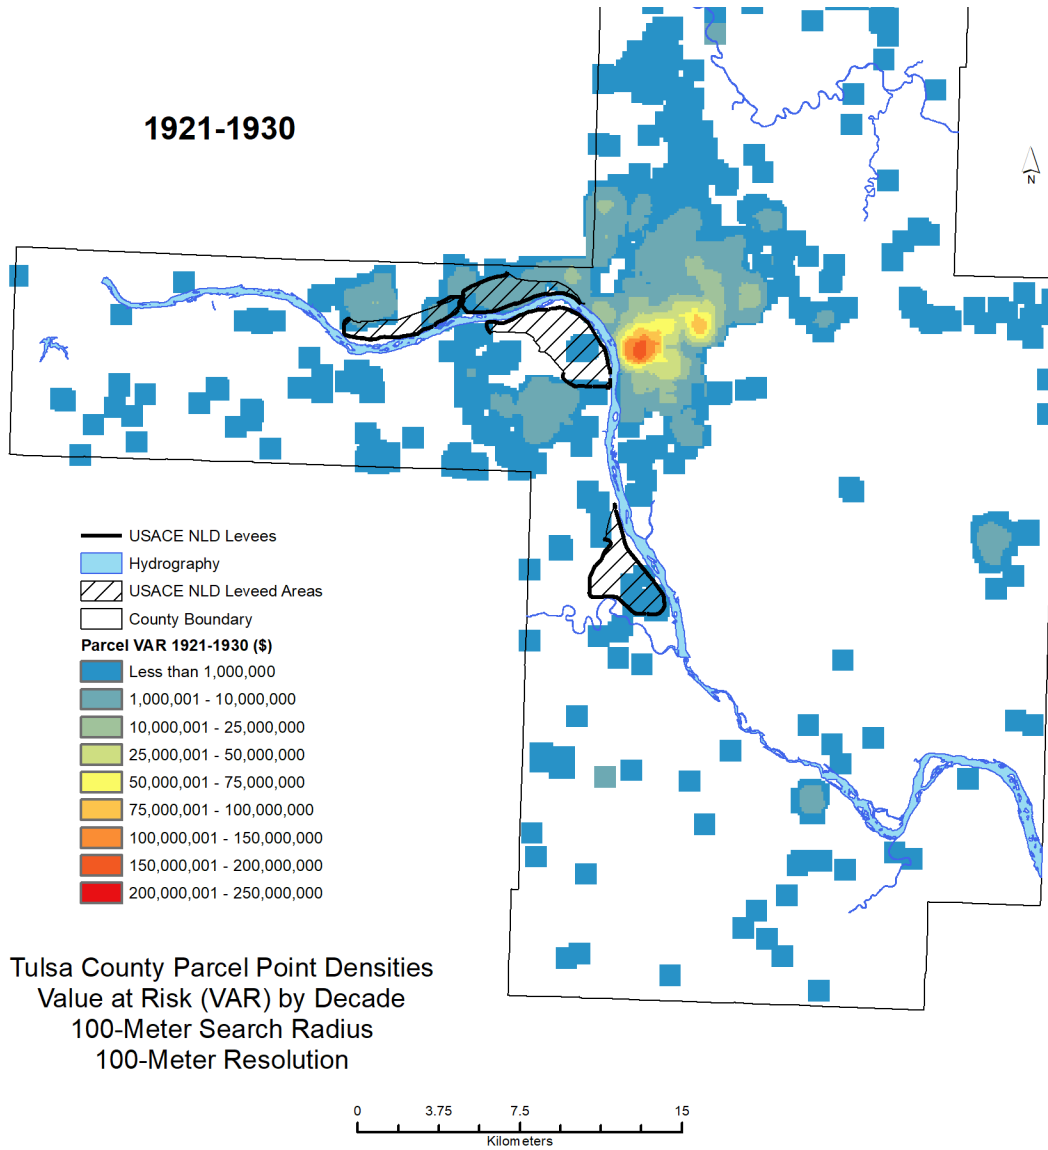 1921-1930
N
USACE NLD Levees
Hydrography
USACE NLD Leveed Areas
County Boundary
Parcel VAR 1921-1930 ($)
Less than 1,000,000
1,000,001 - 10,000,000
10,000,001 - 25,000,000
25,000,001 - 50,000,000
50,000,001 - 75,000,000
75,000,001 - 100,000,000
100,000,001 - 150,000,000
150,000,001 - 200,000,000
200,000,001 - 250,000,000
Tulsa County Parcel Point Densities
Value at Risk (VAR) by Decade
100-Meter Search Radius
100-Meter Resolution
0 3.75 7.5 15
Kilometers